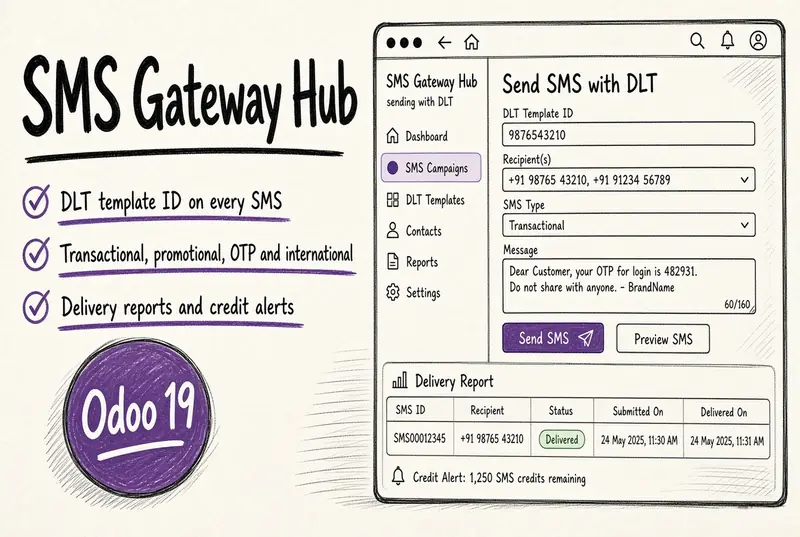 SMS Gateway Hub
DLT template ID on every SMS
Transactional, promotional, OTP and international
Delivery reports and credit alerts
Odoo 19
SMS Gateway Hub
sending with DLT
Dashboard
SMS Campaigns
DLT Templates
Contacts
Reports
Settings
Send SMS with DLT
DLT Template ID
9876543210
Recipient(s)
+91 98765 43210, +91 91234 56789
SMS Type
Transactional
Message
Dear Customer, your OTP for login is 482931.
Do not share with anyone. - BrandName
60/160
Send SMS Preview SMS
Delivery Report
SMS ID Recipient Status Submitted On Delivered On
SMS00012345 +91 98765 43210 Delivered 24 May 2025, 11:30 AM 24 May 2025, 11:31 AM
Credit Alert: 1,250 SMS credits remaining